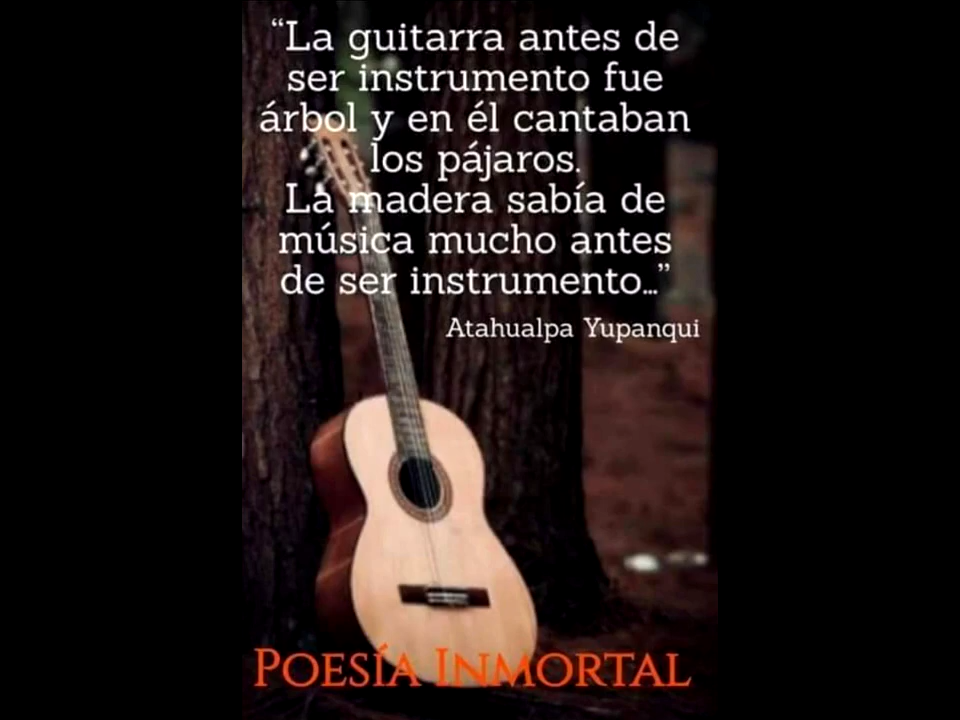 “La guitarra antes de
ser instrumento fue
árbol y en él cantaban
los pájaros.
La madera sabía de
música mucho antes
de ser instrumento...”
Atahualpa Yupanqui
POESÍA INMORTAL